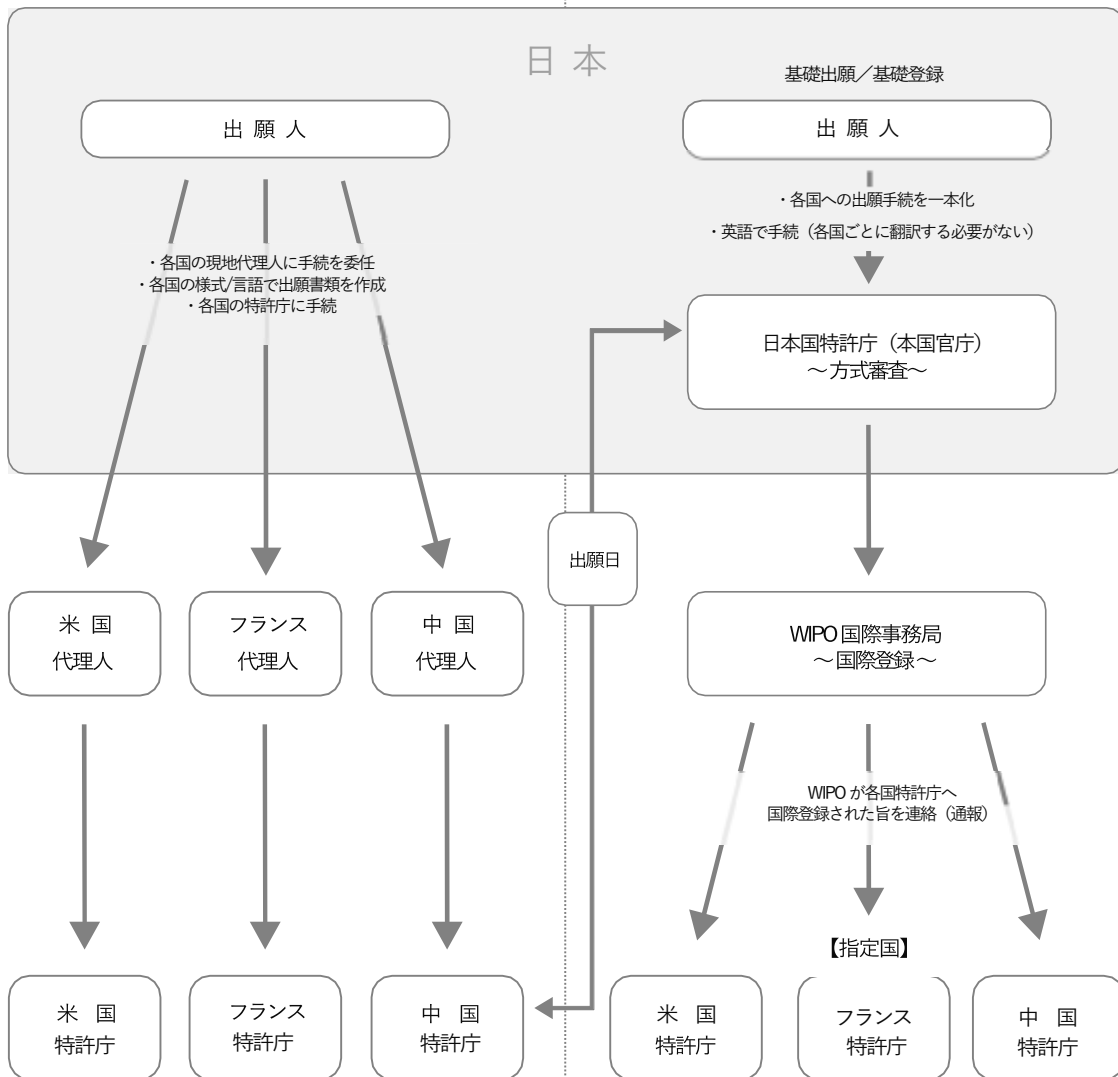 日 本
出 願 人
・各国の現地代理人に手続を委任
・各国の様式/言語で出願書類を作成
・各国の特許庁に手続
米 国
代理人
フランス
代理人
中 国
代理人
米 国
特許庁
フランス
特許庁
中 国
特許庁
出願日
基礎出願／基礎登録
出 願 人
・各国への出願手続を一本化
・英語で手続（各国ごとに翻訳する必要がない）
日本国特許庁（本国官庁）
～方式審査～
WIPO 国際事務局
～国際登録～
WIPO が各国特許庁へ
国際登録された旨を連絡（通報）
【指定国】
米 国
特許庁
フランス
特許庁
中 国
特許庁